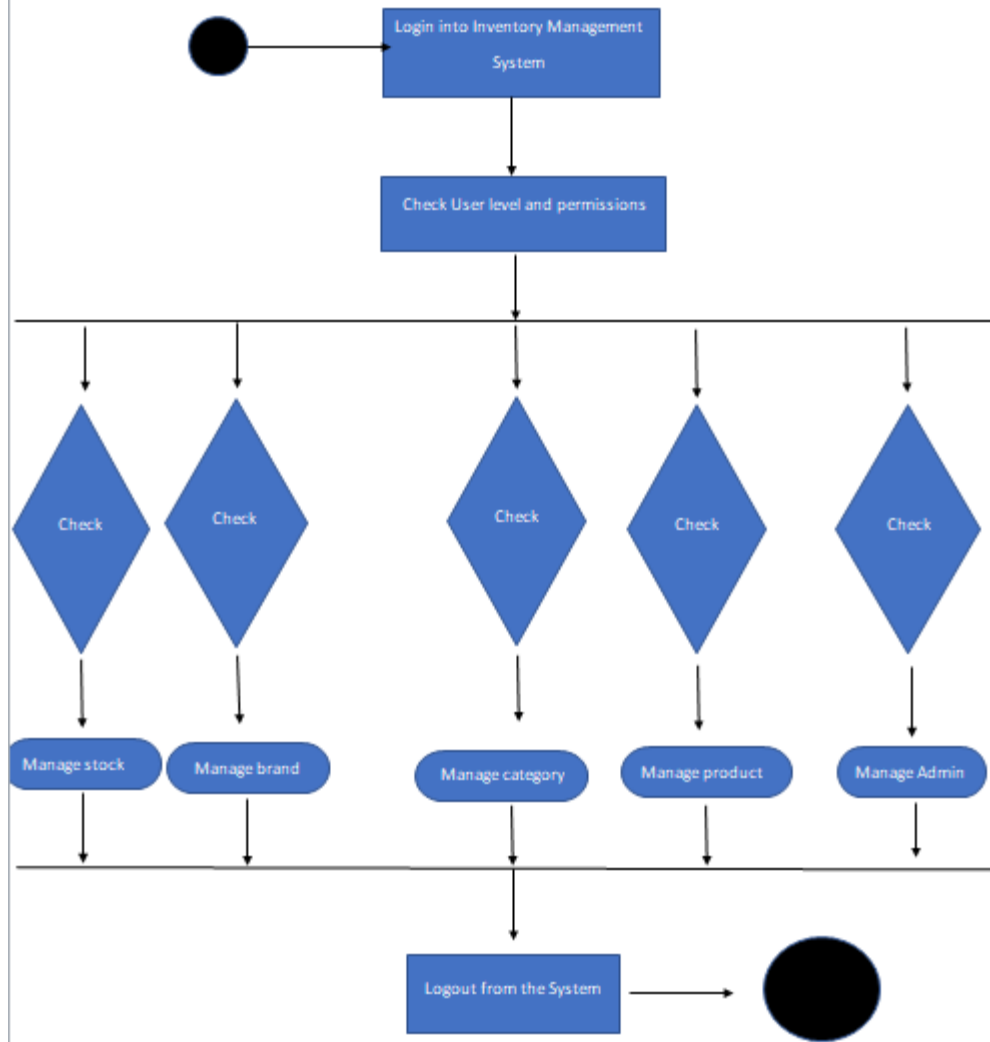 Login into Inventory Management
System
Check User level and permissions
Check
Check
Check
Check
Check
Manage stock
Manage brand
Manage category
Manage product
Manage Admin
Logout from the System